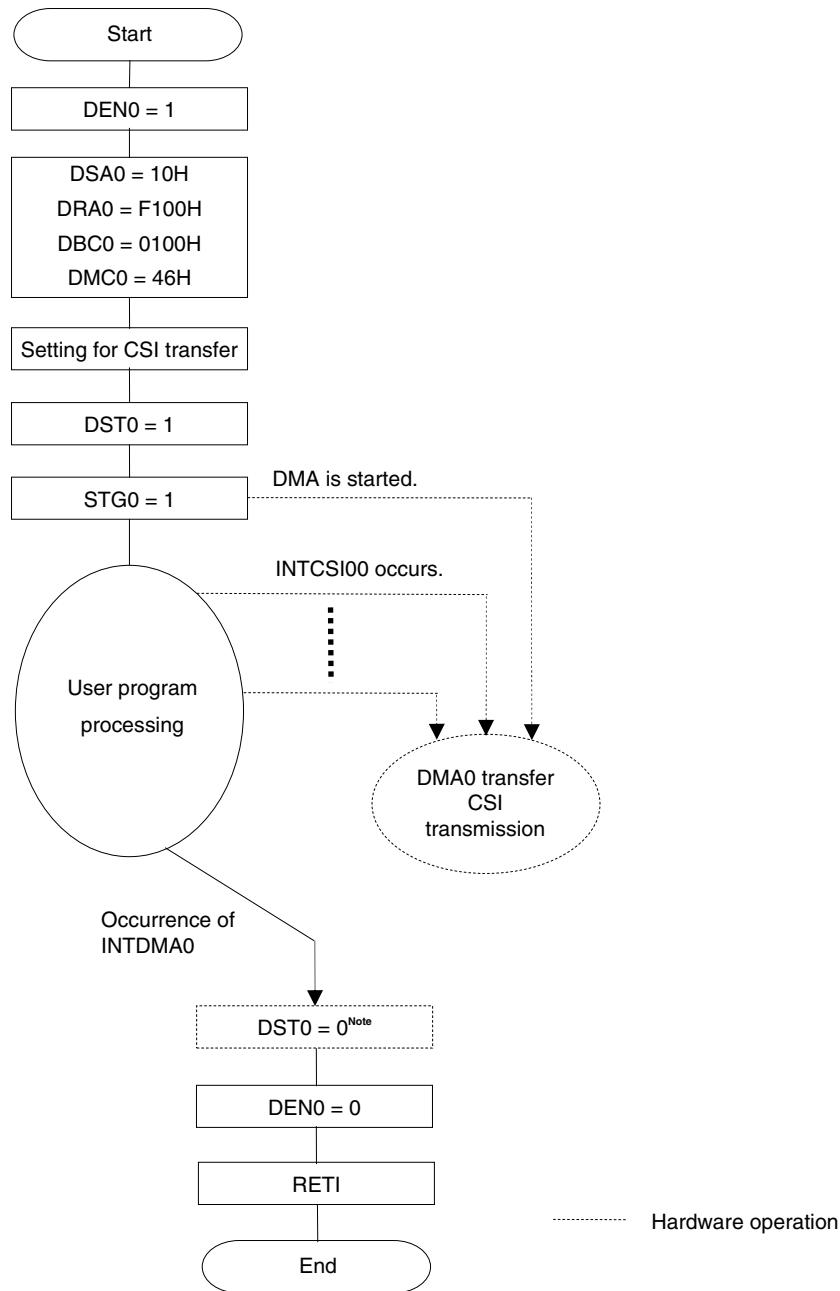 Start
DEN0 = 1
DSA0 = 10H
DRA0 = F100H
DBC0 = 0100H
DMC0 = 46H
Setting for CSI transfer
DST0 = 1
STG0 = 1
DMA is started.
INTCSI00 occurs.
User program
processing
DMA0 transfer
CSI
transmission
Occurrence of
INTDMA0
DST0 = 0Note
DEN0 = 0
RETI
End
Hardware operation